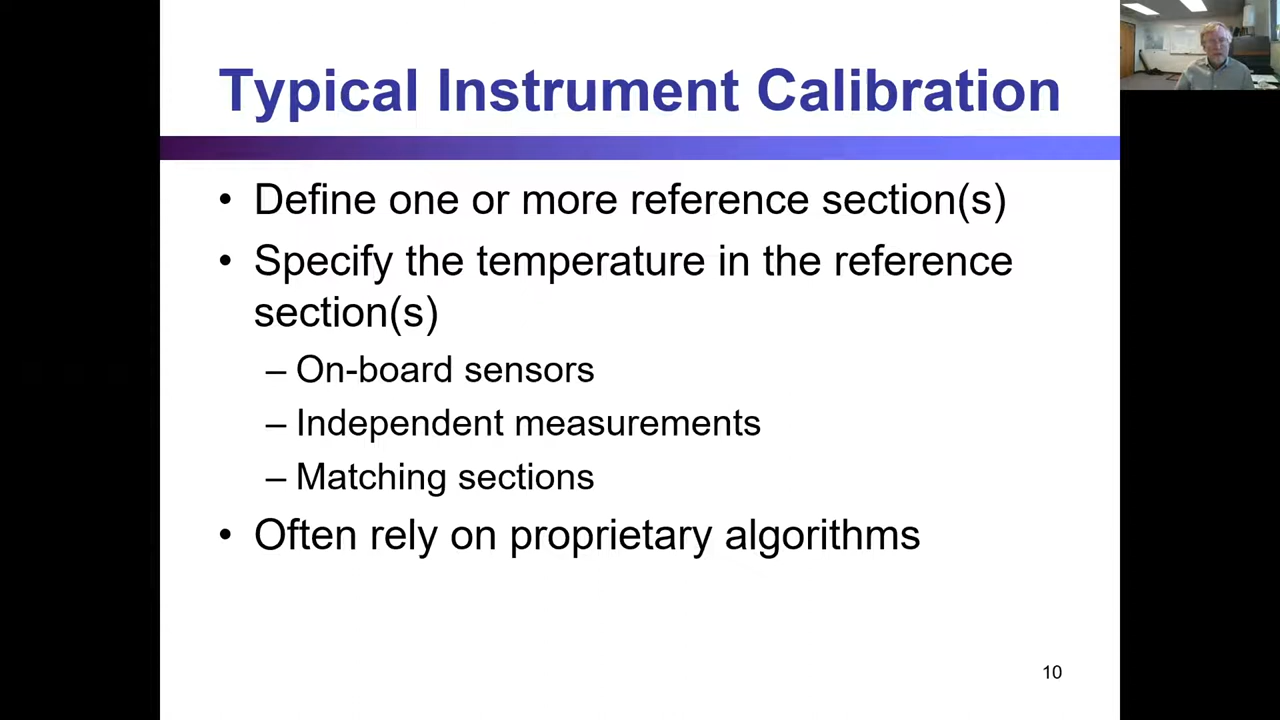 Typical Instrument Calibration
• Define one or more reference section(s)
• Specify the temperature in the reference
section(s)
– On-board sensors
– Independent measurements
– Matching sections
• Often rely on proprietary algorithms
10